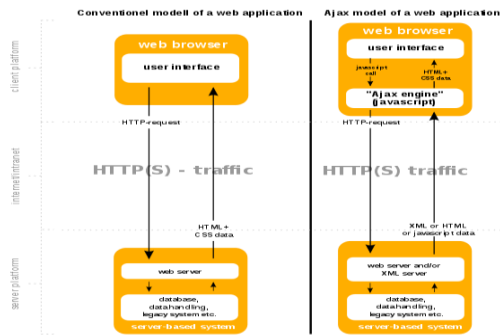 Conventionel modell of a web application
web browser
user interface
HTTP-request
HTTP(S) - traffic
HTML+
CSS data
web server
database,
datahandling,
legacy system etc.
server-based system
Ajax model of a web application
web browser
user interface
javascript
call
HTML+
CSS data
"Ajax engine"
(javascript)
HTTP-request
HTTP(S) traffic
XML or HTML
or javascript data
web server and/or
XML server
database,
datahandling,
legacy system etc.
server-based system
client platform
internet/intranet
server platform